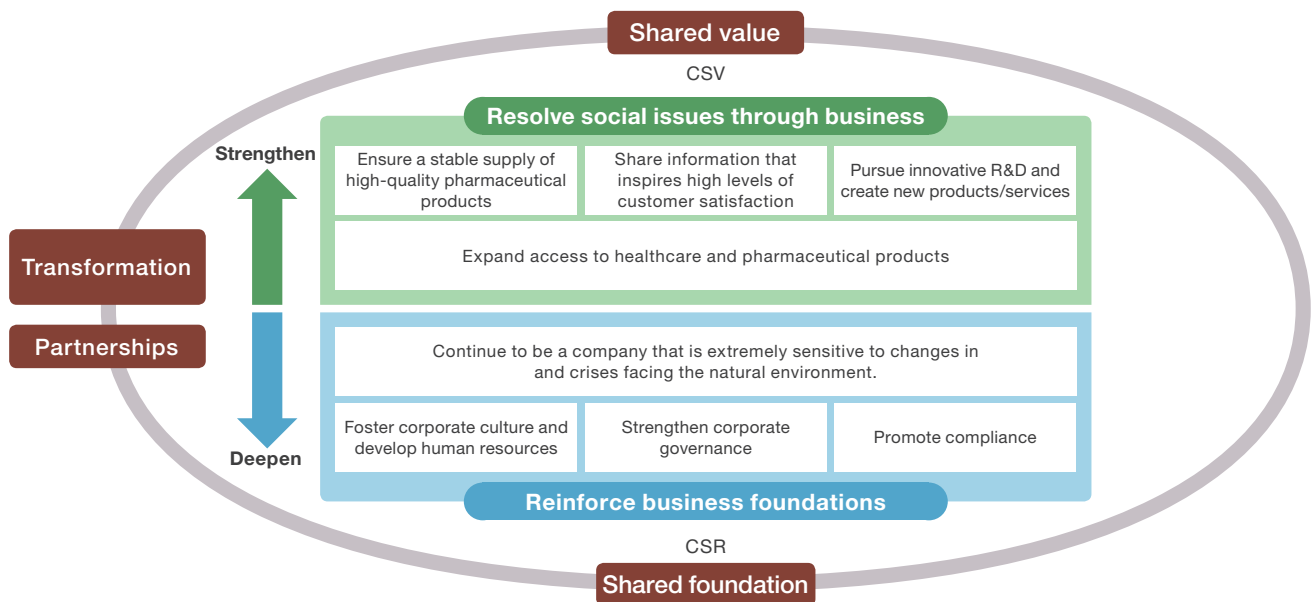 Shared value
CSV
Resolve social issues through business
Strengthen
Ensure a stable supply of
high-quality pharmaceutical
products
Share information that
inspires high levels of
customer satisfaction
Pursue innovative R&D and
create new products/services
Expand access to healthcare and pharmaceutical products
Transformation
Partnerships
Continue to be a company that is extremely sensitive to changes in
and crises facing the natural environment.
Foster corporate culture and
develop human resources
Strengthen corporate
governance
Promote compliance
Deepen
Reinforce business foundations
CSR
Shared foundation